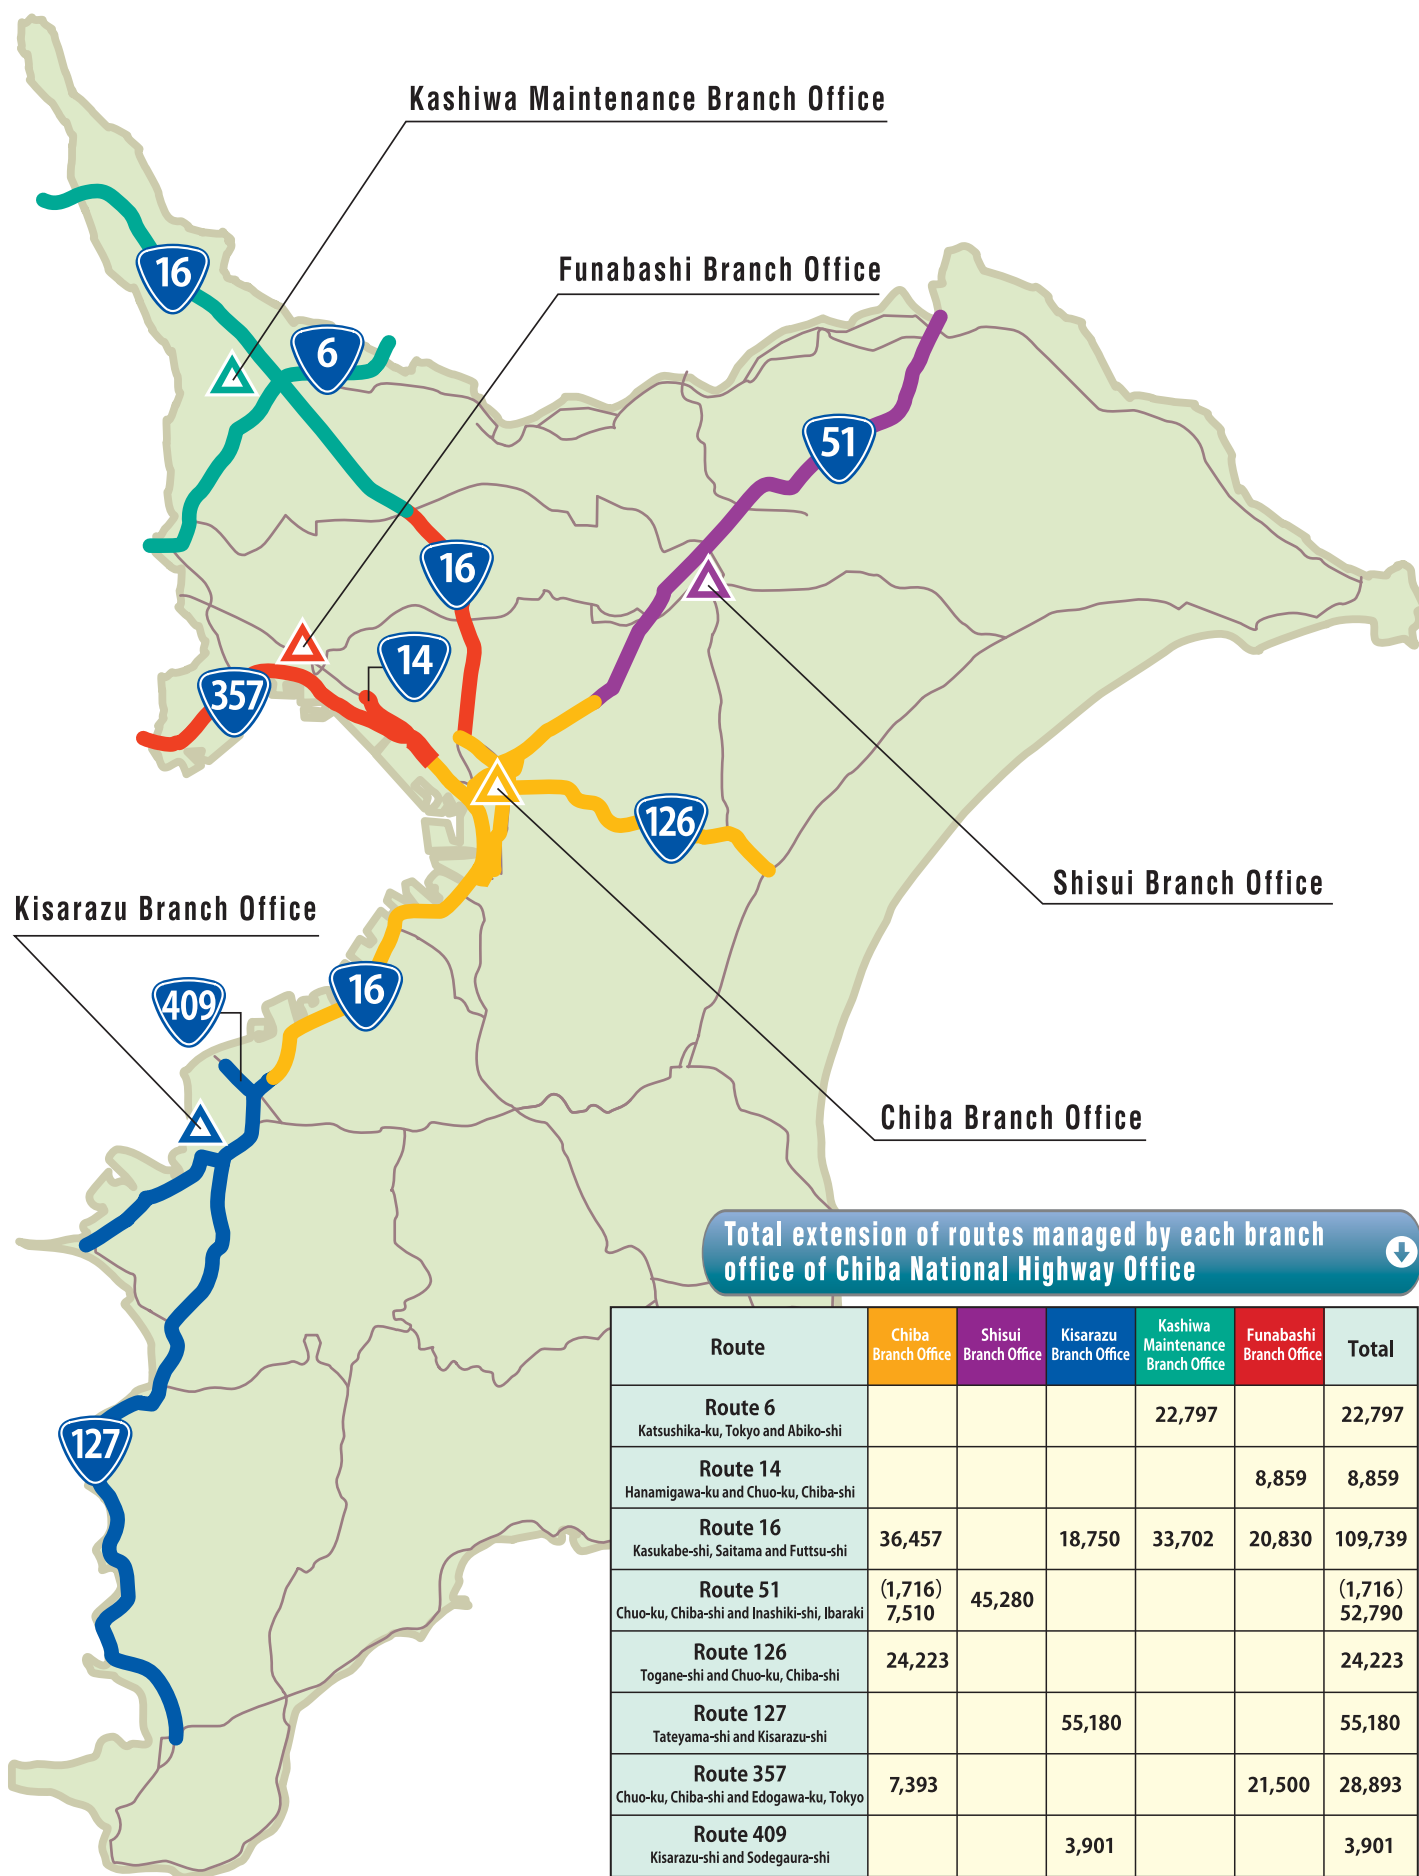 Kashiwa Maintenance Branch Office
Funabashi Branch Office
16
6
51
16
14
357
126
Shisui Branch Office
Kisarazu Branch Office
16
409
Chiba Branch Office
127
Total extension of routes managed by each branch
office of Chiba National Highway Office
Route
Chiba
Branch Office
Shisui
Branch Office
Kisarazu
Branch Office
Kashiwa
Maintenance
Branch Office
Funabashi
Branch Office
Total
Route 6
Katsushika-ku, Tokyo and Abiko-shi
22,797
22,797
Route 14
Hanamigawa-ku and Chuo-ku, Chiba-shi
8,859
8,859
Route 16
Kasukabe-shi, Saitama and Futtsu-shi
36,457
18,750
33,702
20,830
109,739
Route 51
Chuo-ku, Chiba-shi and Inashiki-shi, Ibaraki
(1,716)
7,510
45,280
(1,716)
52,790
Route 126
Togane-shi and Chuo-ku, Chiba-shi
24,223
24,223
Route 127
Tateyama-shi and Kisarazu-shi
55,180
55,180
Route 357
Chuo-ku, Chiba-shi and Edogawa-ku, Tokyo
7,393
21,500
28,893
Route 409
Kisarazu-shi and Sodegaura-shi
3,901
3,901